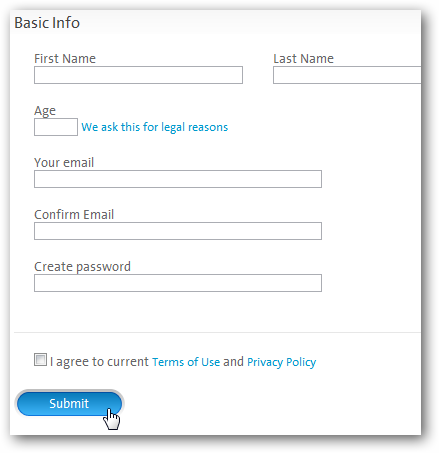 Basic Info
First Name Last Name
Age
We ask this for legal reasons
Your email
Confirm Email
Create password
I agree to current Terms of Use and Privacy Policy
Submit